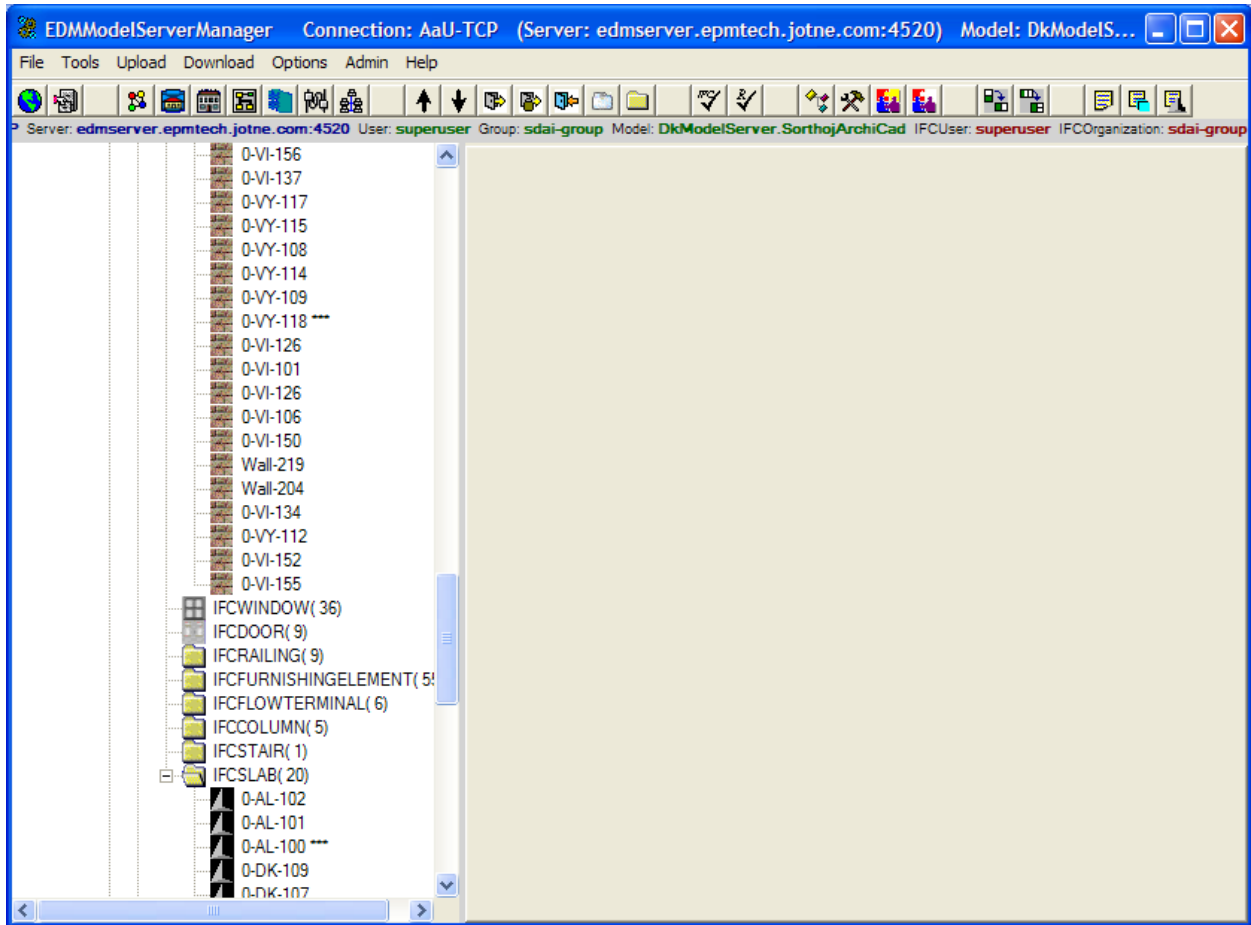 EDMModelServerManager Connection: AaU-TCP (Server: edmserver.epmtech.jotne.com:4520) Model: DkModelS...
File Tools Upload Download Options Admin Help
P Server: edmserver.epmtech.jotne.com:4520 User: superuser Group: sdai-group Model: DkModelServer.SorthojArchiCad IFCUser: superuser IFCOrganization: sdai-group
0-VI-156
0-VI-137
0-VY-117
0-VY-115
0-VY-108
0-VY-114
0-VY-109
0-VY-118 ***
0-VI-126
0-VI-101
0-VI-126
0-VI-106
0-VI-150
Wall-219
Wall-204
0-VI-134
0-VY-112
0-VI-152
0-VI-155
IFCWINDOW( 36)
IFCDOOR( 9)
IFCRAILING( 9)
IFCFURNISHINGELEMENT( 5
IFCFLOWTERMINAL( 6)
IFCCOLUMN( 5)
IFCSTAIR( 1)
IFCSLAB( 20)
0-AL-102
0-AL-101
0-AL-100 ***
0-DK-109
0-DK-107